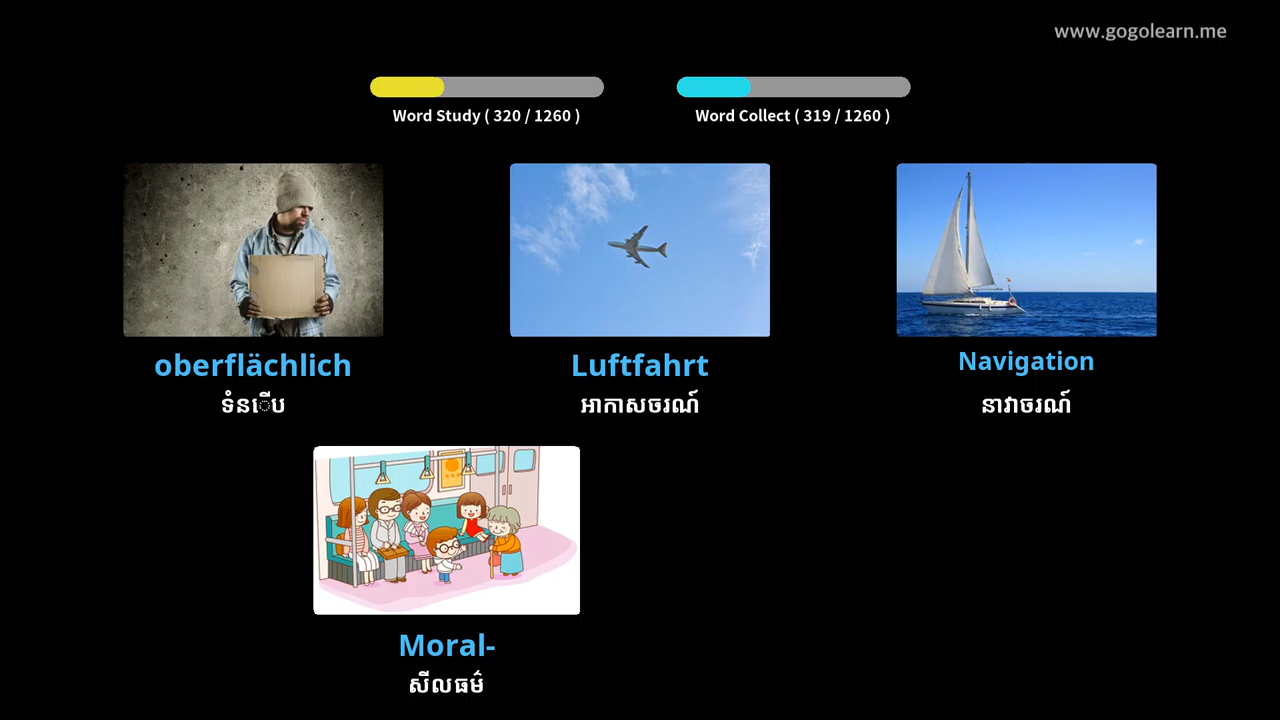 www.gogolearn.me
Word Study ( 320 / 1260 )
Word Collect ( 319 / 1260 )
oberflächlich
ទំនើប
Luftfahrt
អាកាសចរណ៍
Navigation
នាវាចរណ៍
Moral-
សីលធម៌